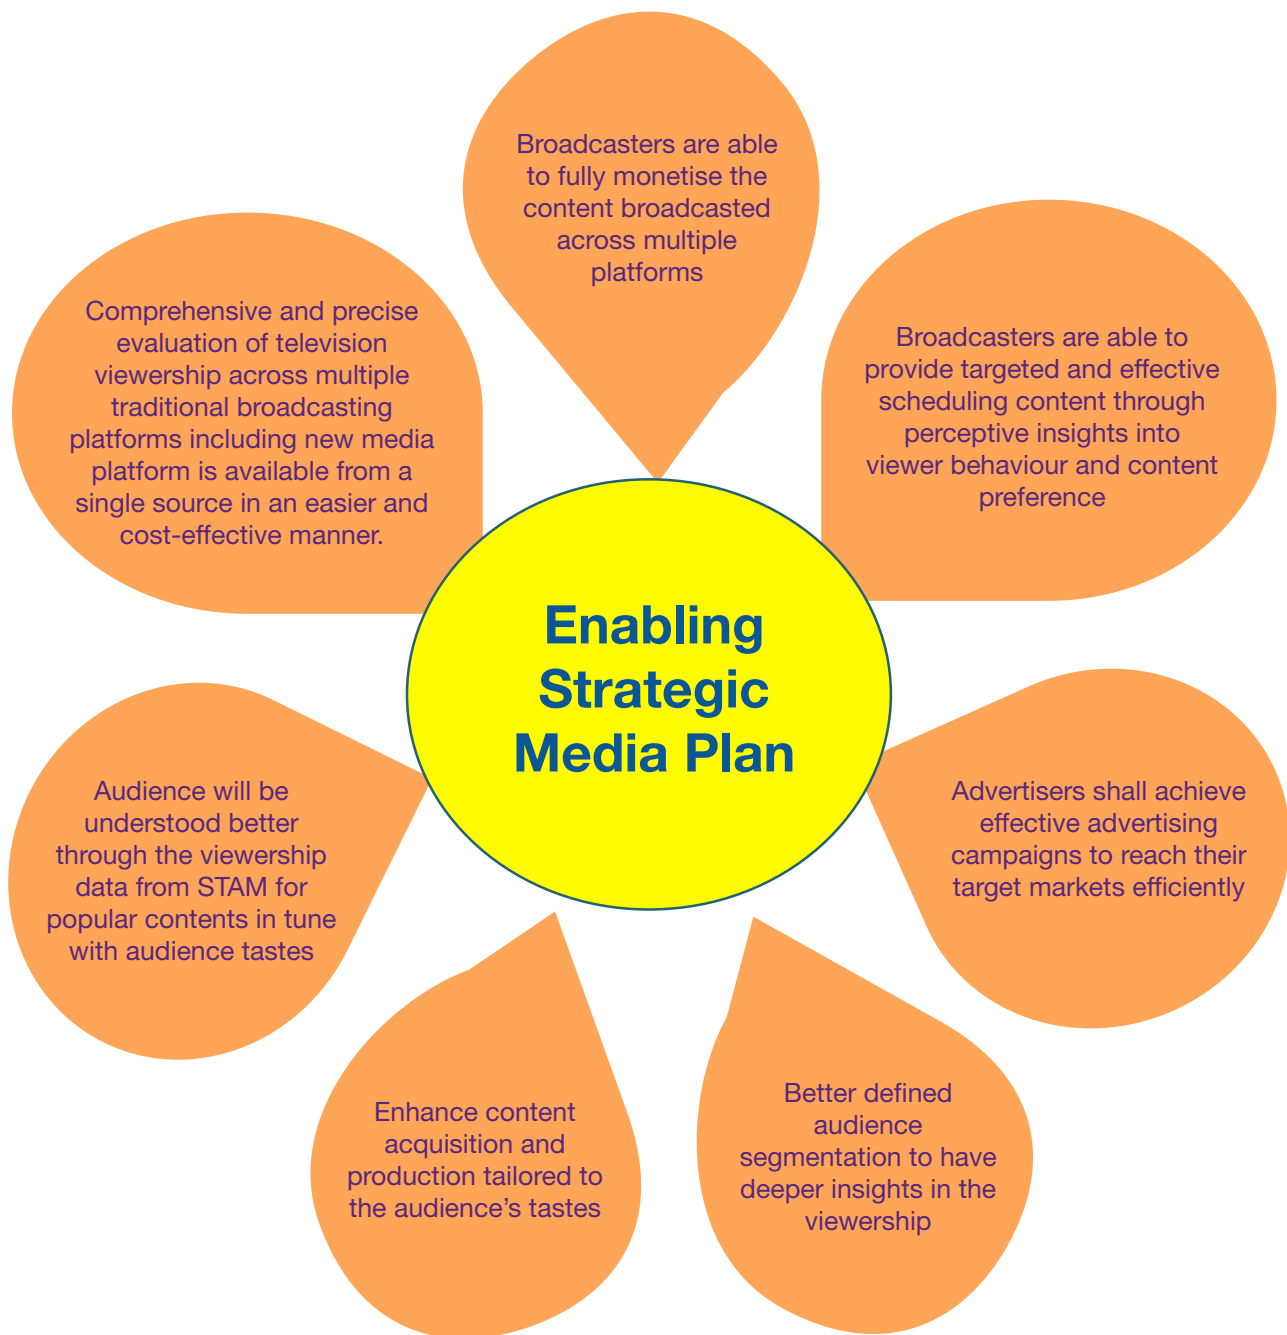 Broadcasters are able
to fully monetise the
content broadcasted
across multiple
platforms
Comprehensive and precise
evaluation of television
viewership across multiple
traditional broadcasting
platforms including new media
platform is available from a
single source in an easier and
cost-effective manner.
Broadcasters are able to
provide targeted and effective
scheduling content through
perceptive insights into
viewer behaviour and content
preference
Enabling
Strategic
Media Plan
Audience will be
understood better
through the viewership
data from STAM for
popular contents in tune
with audience tastes
Advertisers shall achieve
effective advertising
campaigns to reach their
target markets efficiently
Enhance content
acquisition and
production tailored to
the audience’s tastes
Better defined
audience
segmentation to have
deeper insights in the
viewership